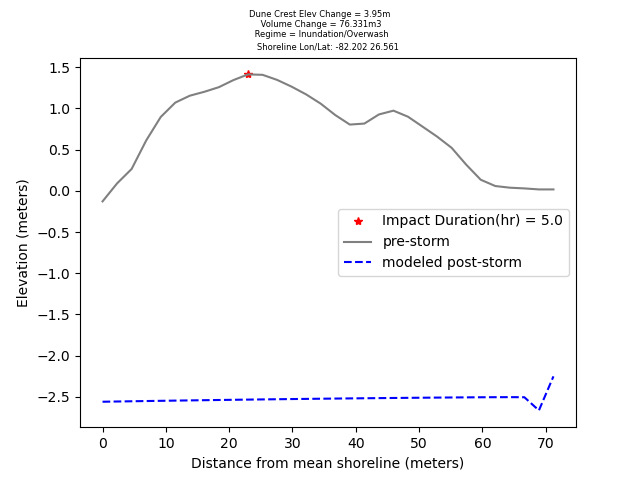 Dune Crest Elev Change = 3.95m
Volume Change = 76.331m3
Regime = Inundation/Overwash
Shoreline Lon/Lat: -82.202 26.561
1.5
1.0
0.5
0.0
−0.5
−1.0
−1.5
−2.0
−2.5
Elevation (meters)
Impact Duration(hr) = 5.0
pre-storm
modeled post-storm
0 10 20 30 40 50 60 70
Distance from mean shoreline (meters)